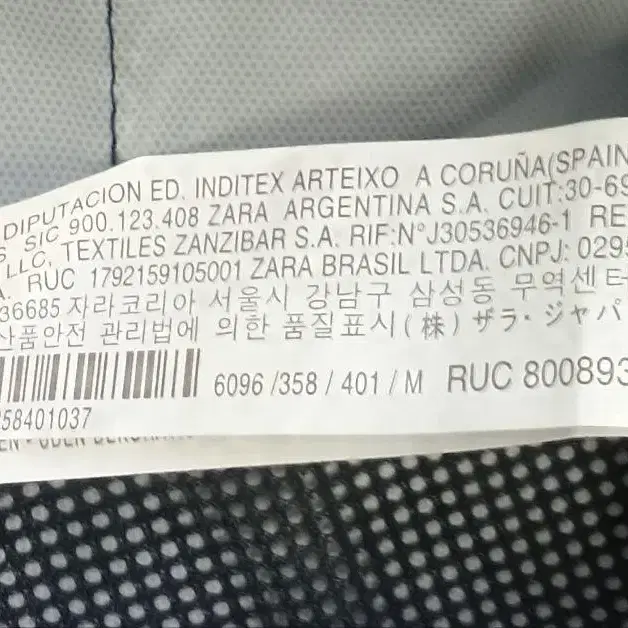 DIPUTACION ED. INDITEX ARTEIXO A CORUÑA(SPAIN
SIC 900.123.408 ZARA ARGENTINA S.A. CUIT:30-69
LLC, TEXTILES ZANZIBAR S.A. RIF:N°J30536946-1 RE
RUC 1792159105001 ZARA BRASIL LTDA. CNPJ: 029
36685 자라코리아 서울시 강남구 삼성동 무역센터
산품안전 관리법에 의한 품질표시(株) ザラ・ジャパ
6096 /358 / 401 / M RUC 800893
58401037